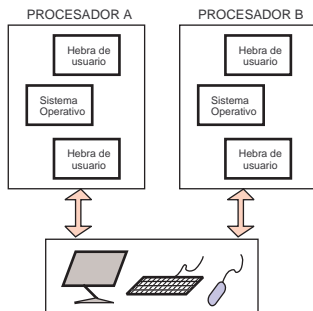 PROCESADOR A
Hebra de
usuario
Sistema
Operativo
Hebra de
usuario
PROCESADOR B
Hebra de
usuario
Sistema
Operativo
Hebra de
usuario